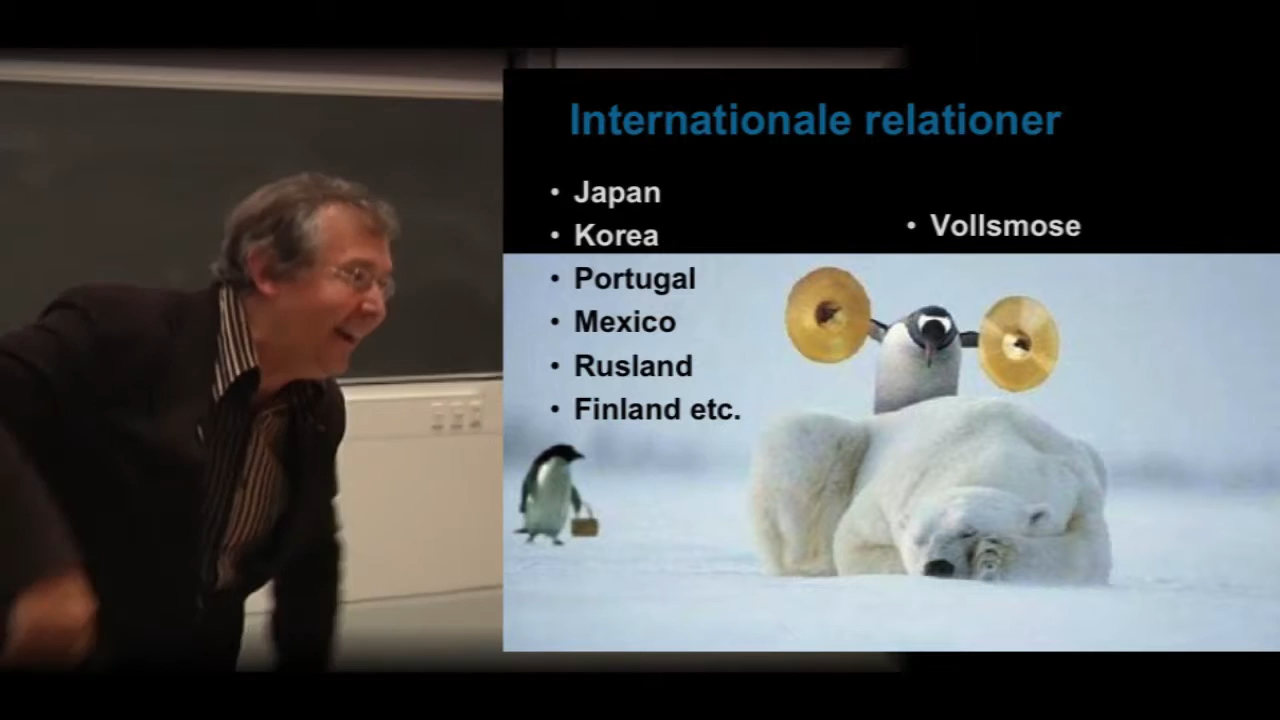 Internationale relationer
• Japan
• Korea
• Portugal
• Mexico
• Rusland
• Finland etc.
• Vollsmose